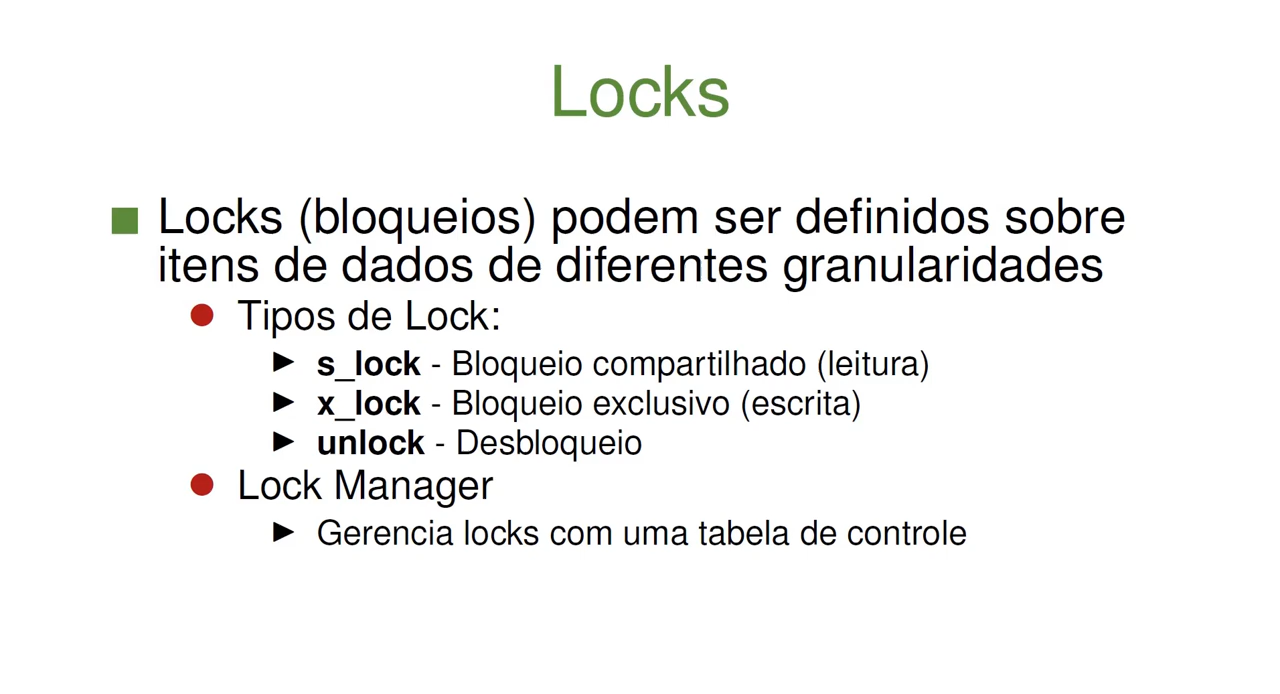 Locks
Locks (bloqueios) podem ser definidos sobre
itens de dados de diferentes granularidades
Tipos de Lock:
s_lock - Bloqueio compartilhado (leitura)
x_lock - Bloqueio exclusivo (escrita)
unlock - Desbloqueio
Lock Manager
Gerencia locks com uma tabela de controle